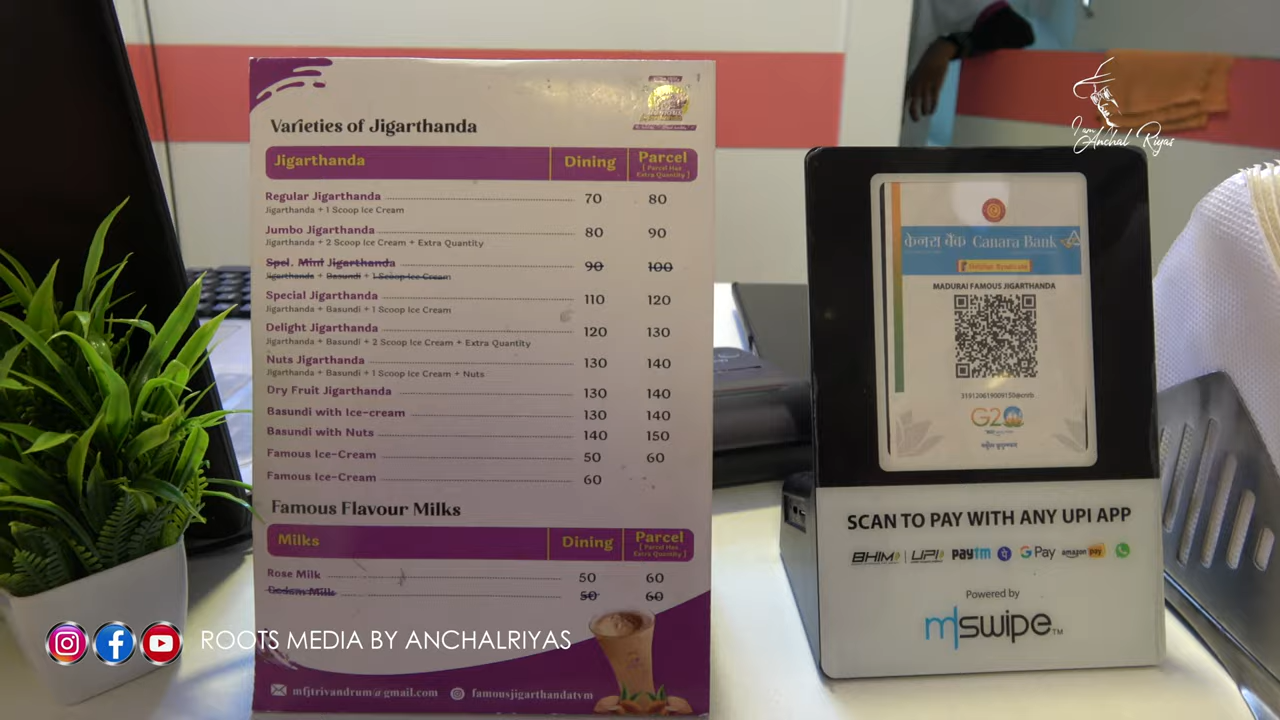 Varieties of Jigarthanda
Jigarthanda Dining Parcel
[ Parcel Has
Extra Quantity ]
Regular Jigarthanda 70 80
Jigarthanda + 1 Scoop Ice Cream
Jumbo Jigarthanda 80 90
Jigarthanda + 2 Scoop Ice Cream + Extra Quantity
Spel. Mini Jigarthanda 90 100
Jigarthanda + Basundi + 1 Scoop Ice Cream
Special Jigarthanda 110 120
Jigarthanda + Basundi + 1 Scoop Ice Cream
Delight Jigarthanda 120 130
Jigarthanda + Basundi + 2 Scoop Ice Cream + Extra Quantity
Nuts Jigarthanda 130 140
Jigarthanda + Basundi + 1 Scoop Ice Cream + Nuts
Dry Fruit Jigarthanda 130 140
Basundi with Ice-cream 130 140
Basundi with Nuts 140 150
Famous Ice-Cream 50 60
Famous Ice-Cream 60
Famous Flavour Milks
Milks Dining Parcel
[ Parcel Has
Extra Quantity ]
Rose Milk 50 60
Badam Milk 50 60
mfjtrivandrum@gmail.com famousjigarthandatvm
I am
Anchal Riyas
केनरा बैंक Canara Bank
Syndicate
MADURAI FAMOUS JIGARTHANDA
G20
SCAN TO PAY WITH ANY UPI APP
BHIM UPI paytm G Pay amazon pay
Powered by
mswipe TM
ROOTS MEDIA BY ANCHALRIYAS